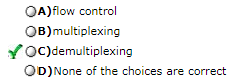 A)flow control
B)multiplexing
C)demultiplexing
D)None of the choices are correct